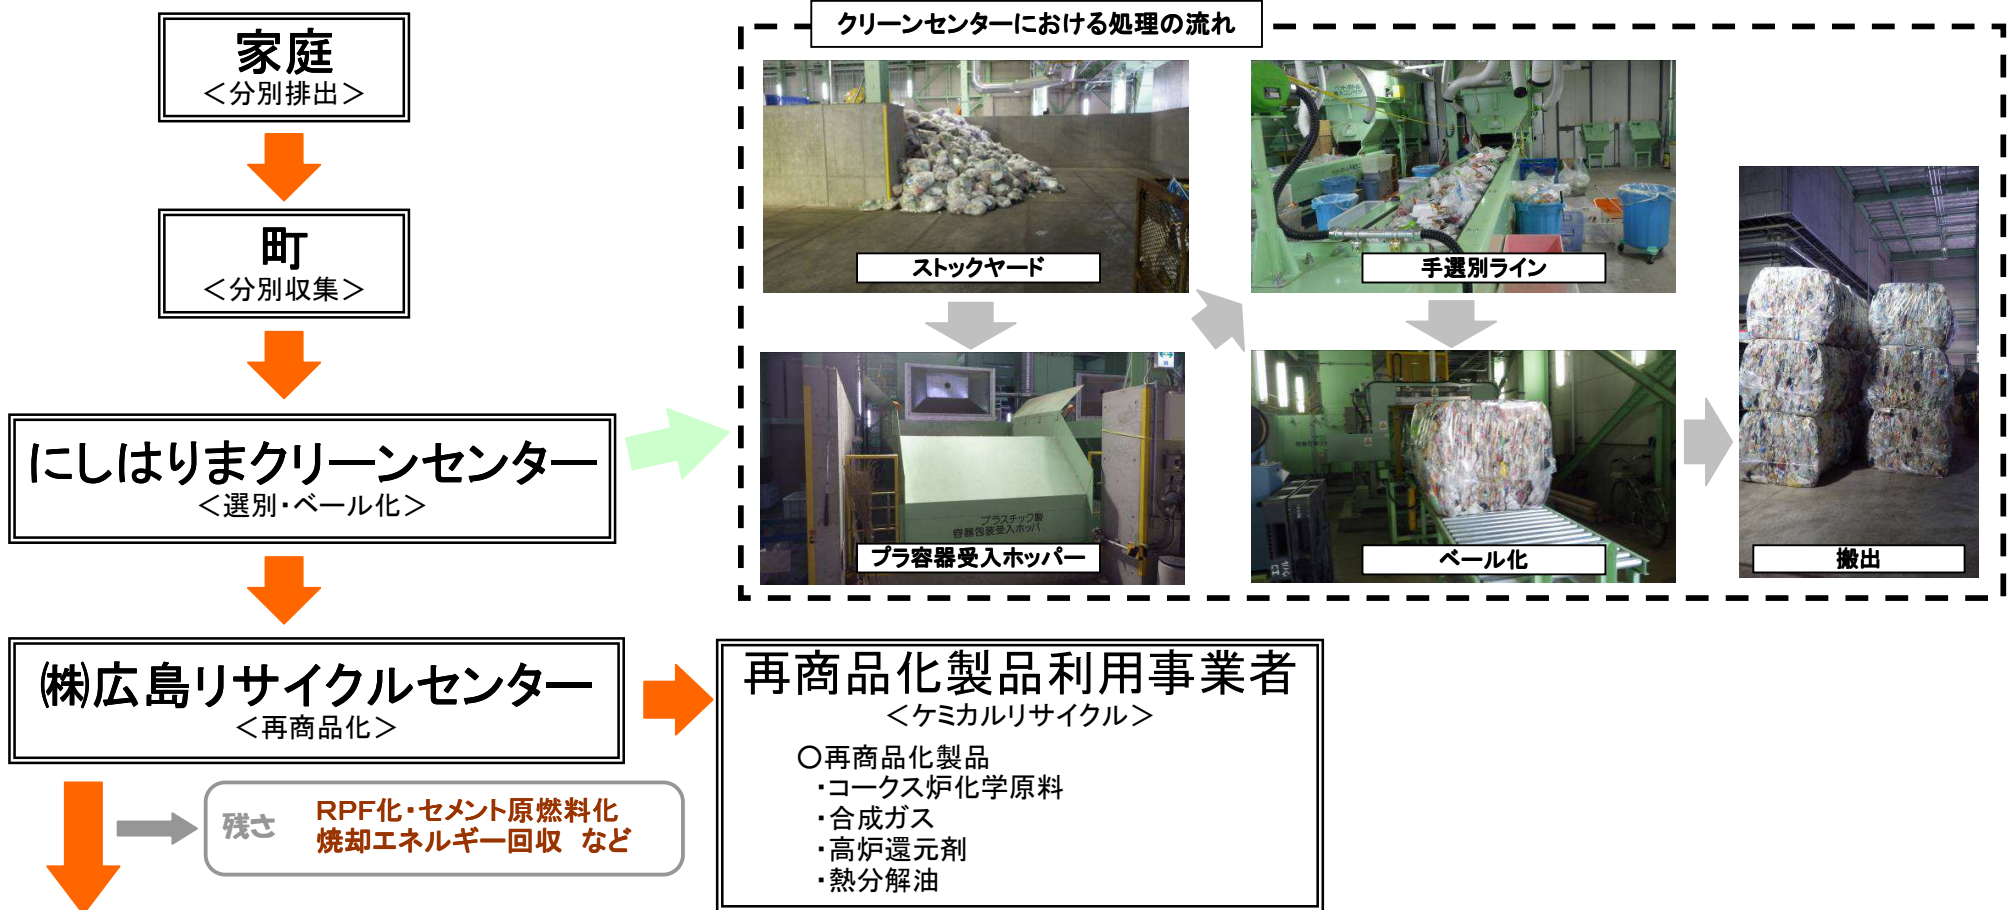 家庭
＜分別排出＞
町
＜分別収集＞
にしはりまクリーンセンター
＜選別・ベール化＞
㈱広島リサイクルセンター
＜再商品化＞
残さ
RPF化・セメント原燃料化
焼却エネルギー回収 など
クリーンセンターにおける処理の流れ
ストックヤード
手選別ライン
プラスチック製
容器包装受入ホッパ
プラ容器受入ホッパー
ベール化
搬出
再商品化製品利用事業者
＜ケミカルリサイクル＞
○再商品化製品
・コークス炉化学原料
・合成ガス
・高炉還元剤
・熱分解油